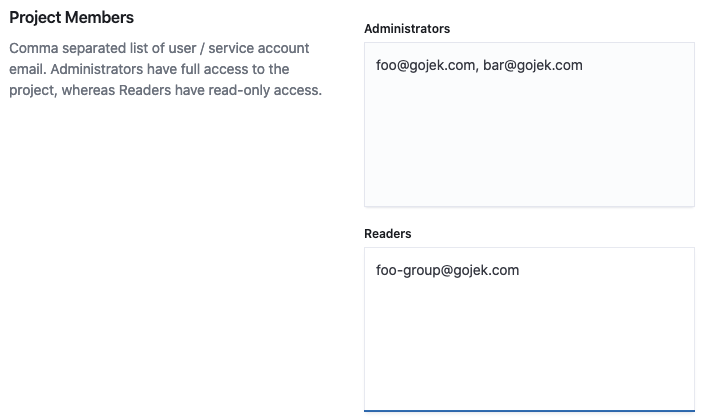 Project Members
Comma separated list of user / service account
email. Administrators have full access to the
project, whereas Readers have read-only access.
Administrators
foo@gojek.com, bar@gojek.com
Readers
foo-group@gojek.com